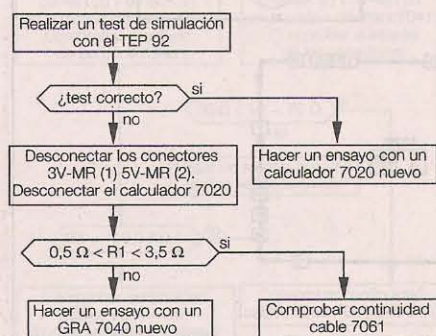 Realizar un test de simulación
con el TEP 92
¿test correcto?
si
no
Desconectar los conectores
3V-MR (1) 5V-MR (2).
Desconectar el calculador 7020
Hacer un ensayo con un
calculador 7020 nuevo
0,5 Ω < R1 < 3,5 Ω
si
no
Hacer un ensayo con un
GRA 7040 nuevo
Comprobar continuidad
cable 7061